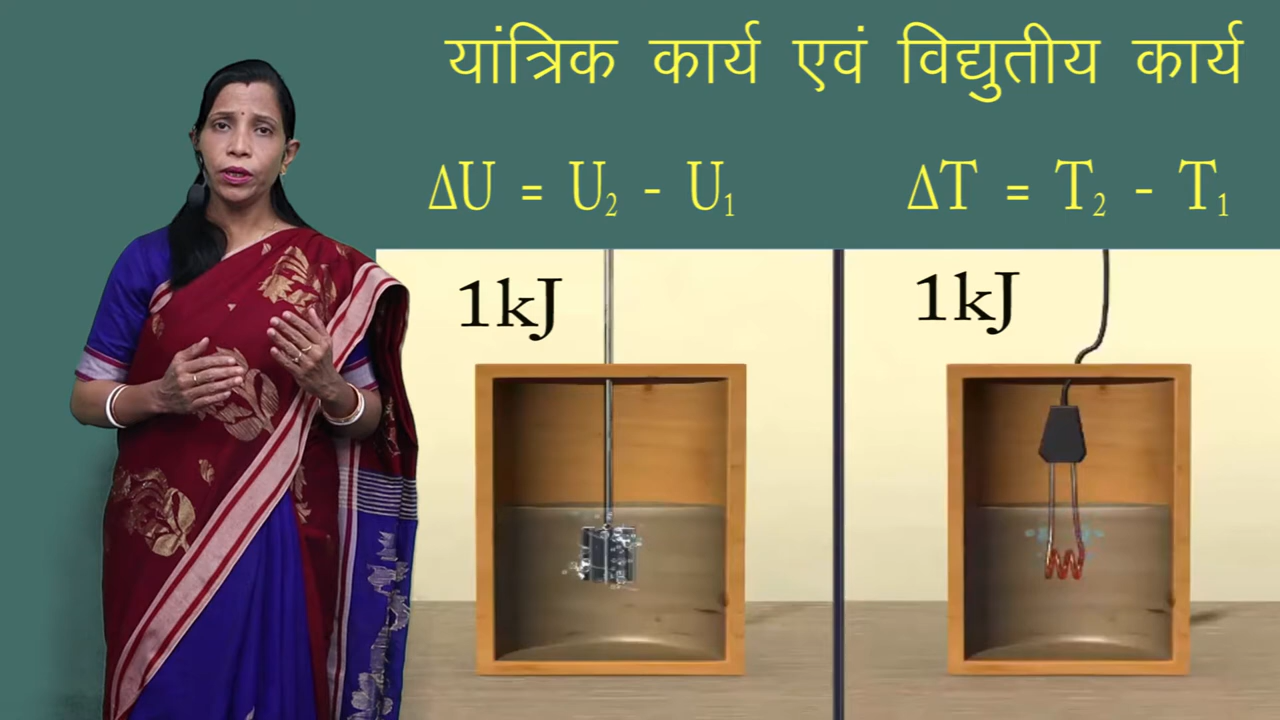 यांत्रिक कार्य एवं विद्युतीय कार्य
ΔU = U₂ - U₁
ΔT = T₂ - T₁
1kJ
1kJ